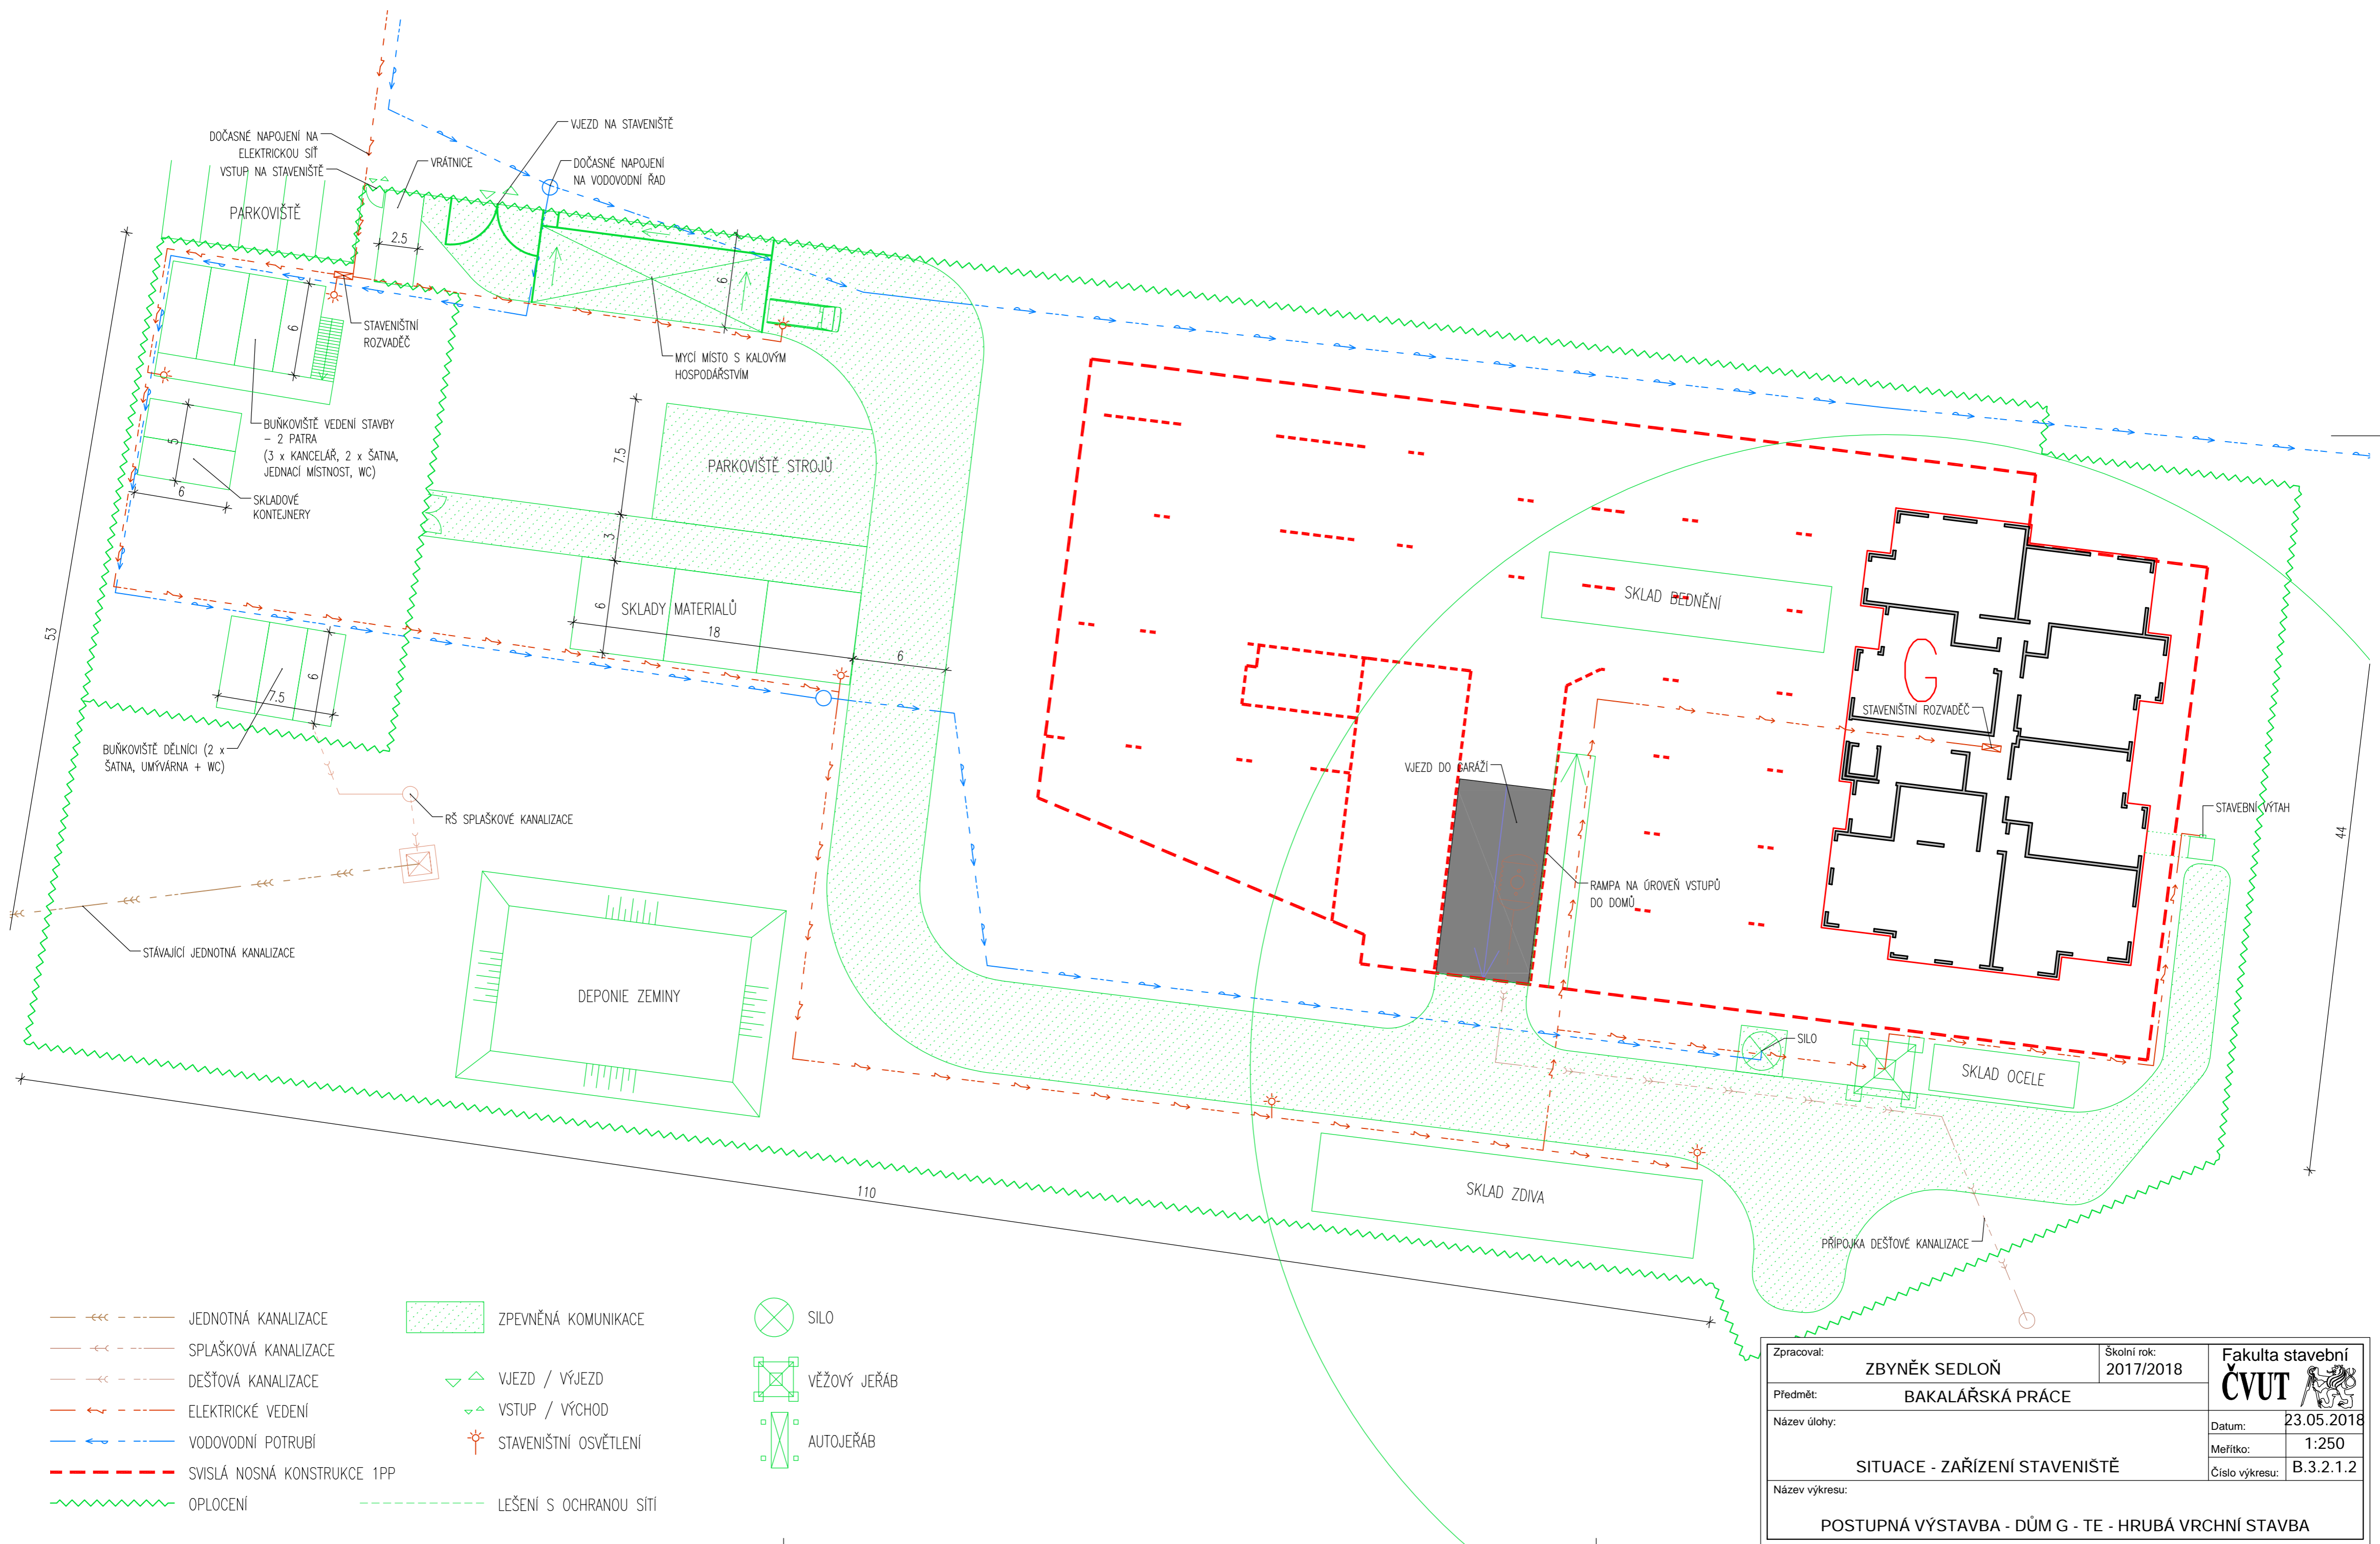 DOČASNÉ NAPOJENÍ NA
ELEKTRICKOU SÍŤ
VSTUP NA STAVENIŠTĚ
PARKOVIŠTĚ
VRÁTNICE
VJEZD NA STAVENIŠTĚ
DOČASNÉ NAPOJENÍ
NA VODOVODNÍ ŘAD
2.5
6
6
STAVENIŠTNÍ
ROZVADĚČ
MYCÍ MÍSTO S KALOVÝM
HOSPODÁŘSTVÍM
BUŇKOVIŠTĚ VEDENÍ STAVBY
- 2 PATRA
(3 x KANCELÁŘ, 2 x ŠATNA,
JEDNACÍ MÍSTNOST, WC)
5
6
SKLADOVÉ
KONTEJNERY
7.5
PARKOVIŠTĚ STROJŮ
3
6
SKLADY MATERIALŮ
18
6
53
7.5
6
BUŇKOVIŠTĚ DĚLNÍCI (2 x
ŠATNA, UMÝVÁRNA + WC)
RŠ SPLAŠKOVÉ KANALIZACE
STÁVAJÍCÍ JEDNOTNÁ KANALIZACE
DEPONIE ZEMINY
SKLAD BEDNĚNÍ
G
STAVENIŠTNÍ ROZVADĚČ
VJEZD DO GARÁŽÍ
RAMPA NA ÚROVEŇ VSTUPŮ
DO DOMŮ
STAVEBNÍ VÝTAH
44
SILO
SKLAD OCELE
SKLAD ZDIVA
PŘÍPOJKA DEŠŤOVÉ KANALIZACE
110
JEDNOTNÁ KANALIZACE
SPLAŠKOVÁ KANALIZACE
DEŠŤOVÁ KANALIZACE
ELEKTRICKÉ VEDENÍ
VODOVODNÍ POTRUBÍ
SVISLÁ NOSNÁ KONSTRUKCE 1PP
OPLOCENÍ
ZPEVNĚNÁ KOMUNIKACE
VJEZD / VÝJEZD
VSTUP / VÝCHOD
STAVENIŠTNÍ OSVĚTLENÍ
LEŠENÍ S OCHRANOU SÍTÍ
SILO
VĚŽOVÝ JEŘÁB
AUTOJEŘÁB
Zpracoval:
ZBYNĚK SEDLOŇ
Školní rok:
2017/2018
Fakulta stavební
ČVUT
Předmět:
BAKALÁŘSKÁ PRÁCE
Název úlohy:
SITUACE - ZAŘÍZENÍ STAVENIŠTĚ
Datum:
23.05.2018
Meřítko:
1:250
Číslo výkresu:
B.3.2.1.2
Název výkresu:
POSTUPNÁ VÝSTAVBA - DŮM G - TE - HRUBÁ VRCHNÍ STAVBA